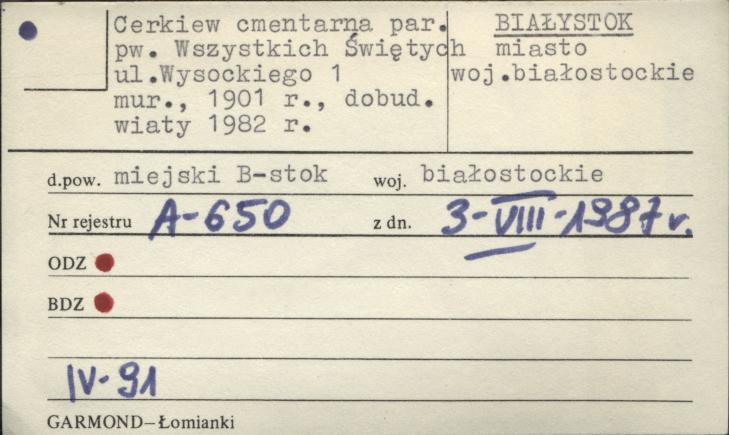 Cerkiew cmentarna par. BIAŁYSTOK
pw. Wszystkich Świętych miasto
ul.Wysockiego 1 woj.białostockie
mur., 1901 r., dobud.
wiaty 1982 r.
d.pow. miejski B-stok woj. białostockie
Nr rejestru A-650 z dn. 3-VIII-1987 r.
ODZ
BDZ
IV-91
GARMOND–Łomianki